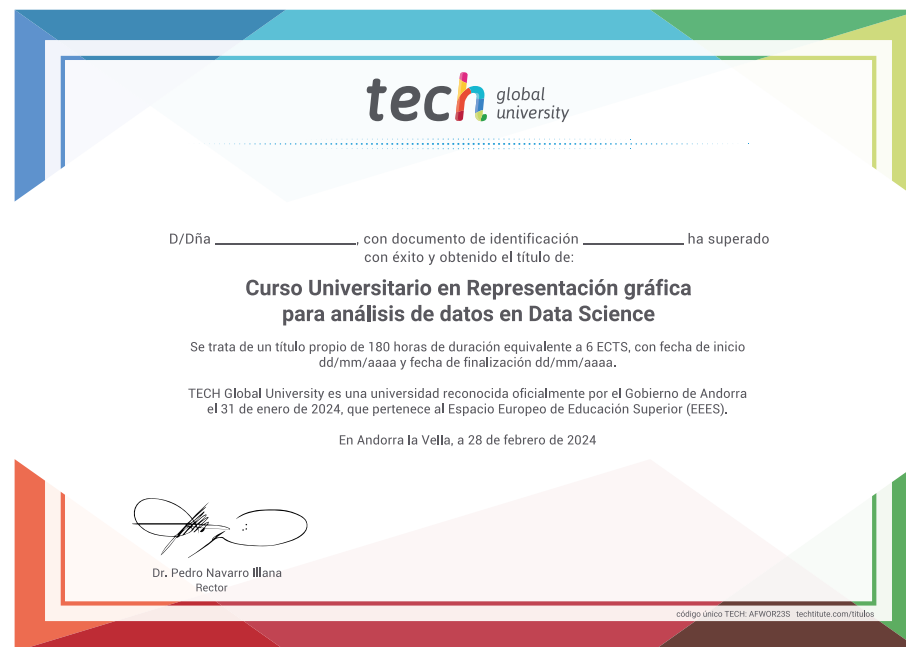 tech global university
D/Dña ____________________, con documento de identificación ______________ ha superado
con éxito y obtenido el título de:
Curso Universitario en Representación gráfica
para análisis de datos en Data Science
Se trata de un título propio de 180 horas de duración equivalente a 6 ECTS, con fecha de inicio
dd/mm/aaaa y fecha de finalización dd/mm/aaaa.
TECH Global University es una universidad reconocida oficialmente por el Gobierno de Andorra
el 31 de enero de 2024, que pertenece al Espacio Europeo de Educación Superior (EEES).
En Andorra la Vella, a 28 de febrero de 2024
Dr. Pedro Navarro Illana
Rector
código único TECH: AFWOR23S techtitute.com/titulos